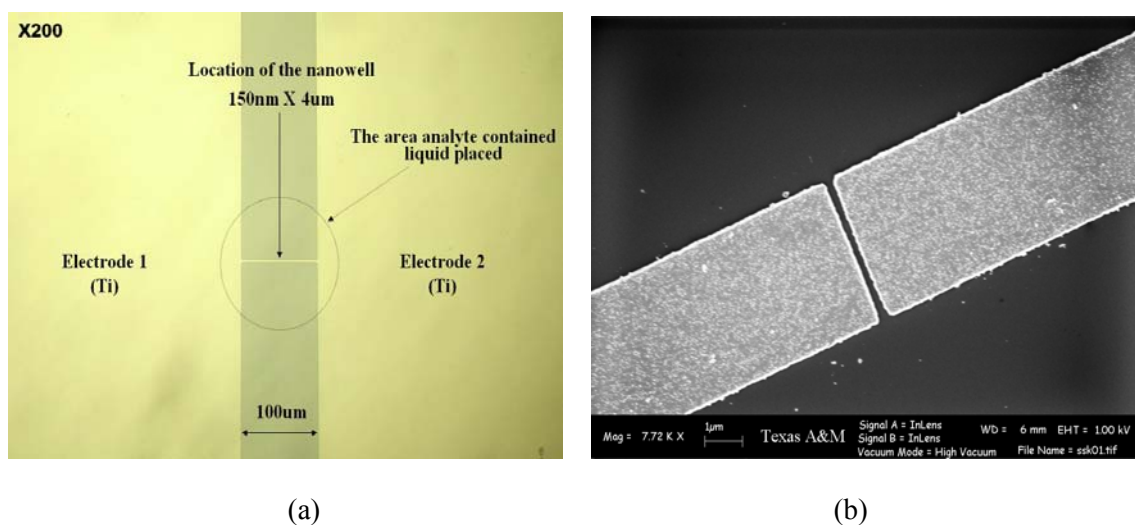 X200
Location of the nanowell
150nm X 4um
The area analyte contained
liquid placed
Electrode 1
(Ti)
Electrode 2
(Ti)
100um
Mag = 7.72 K X
1µm
Texas A&M
Signal A = InLens
Signal B = InLens
Vacuum Mode = High Vacuum
WD = 6 mm
EHT = 1.00 kV
File Name = ssk01.tif
(a)
(b)